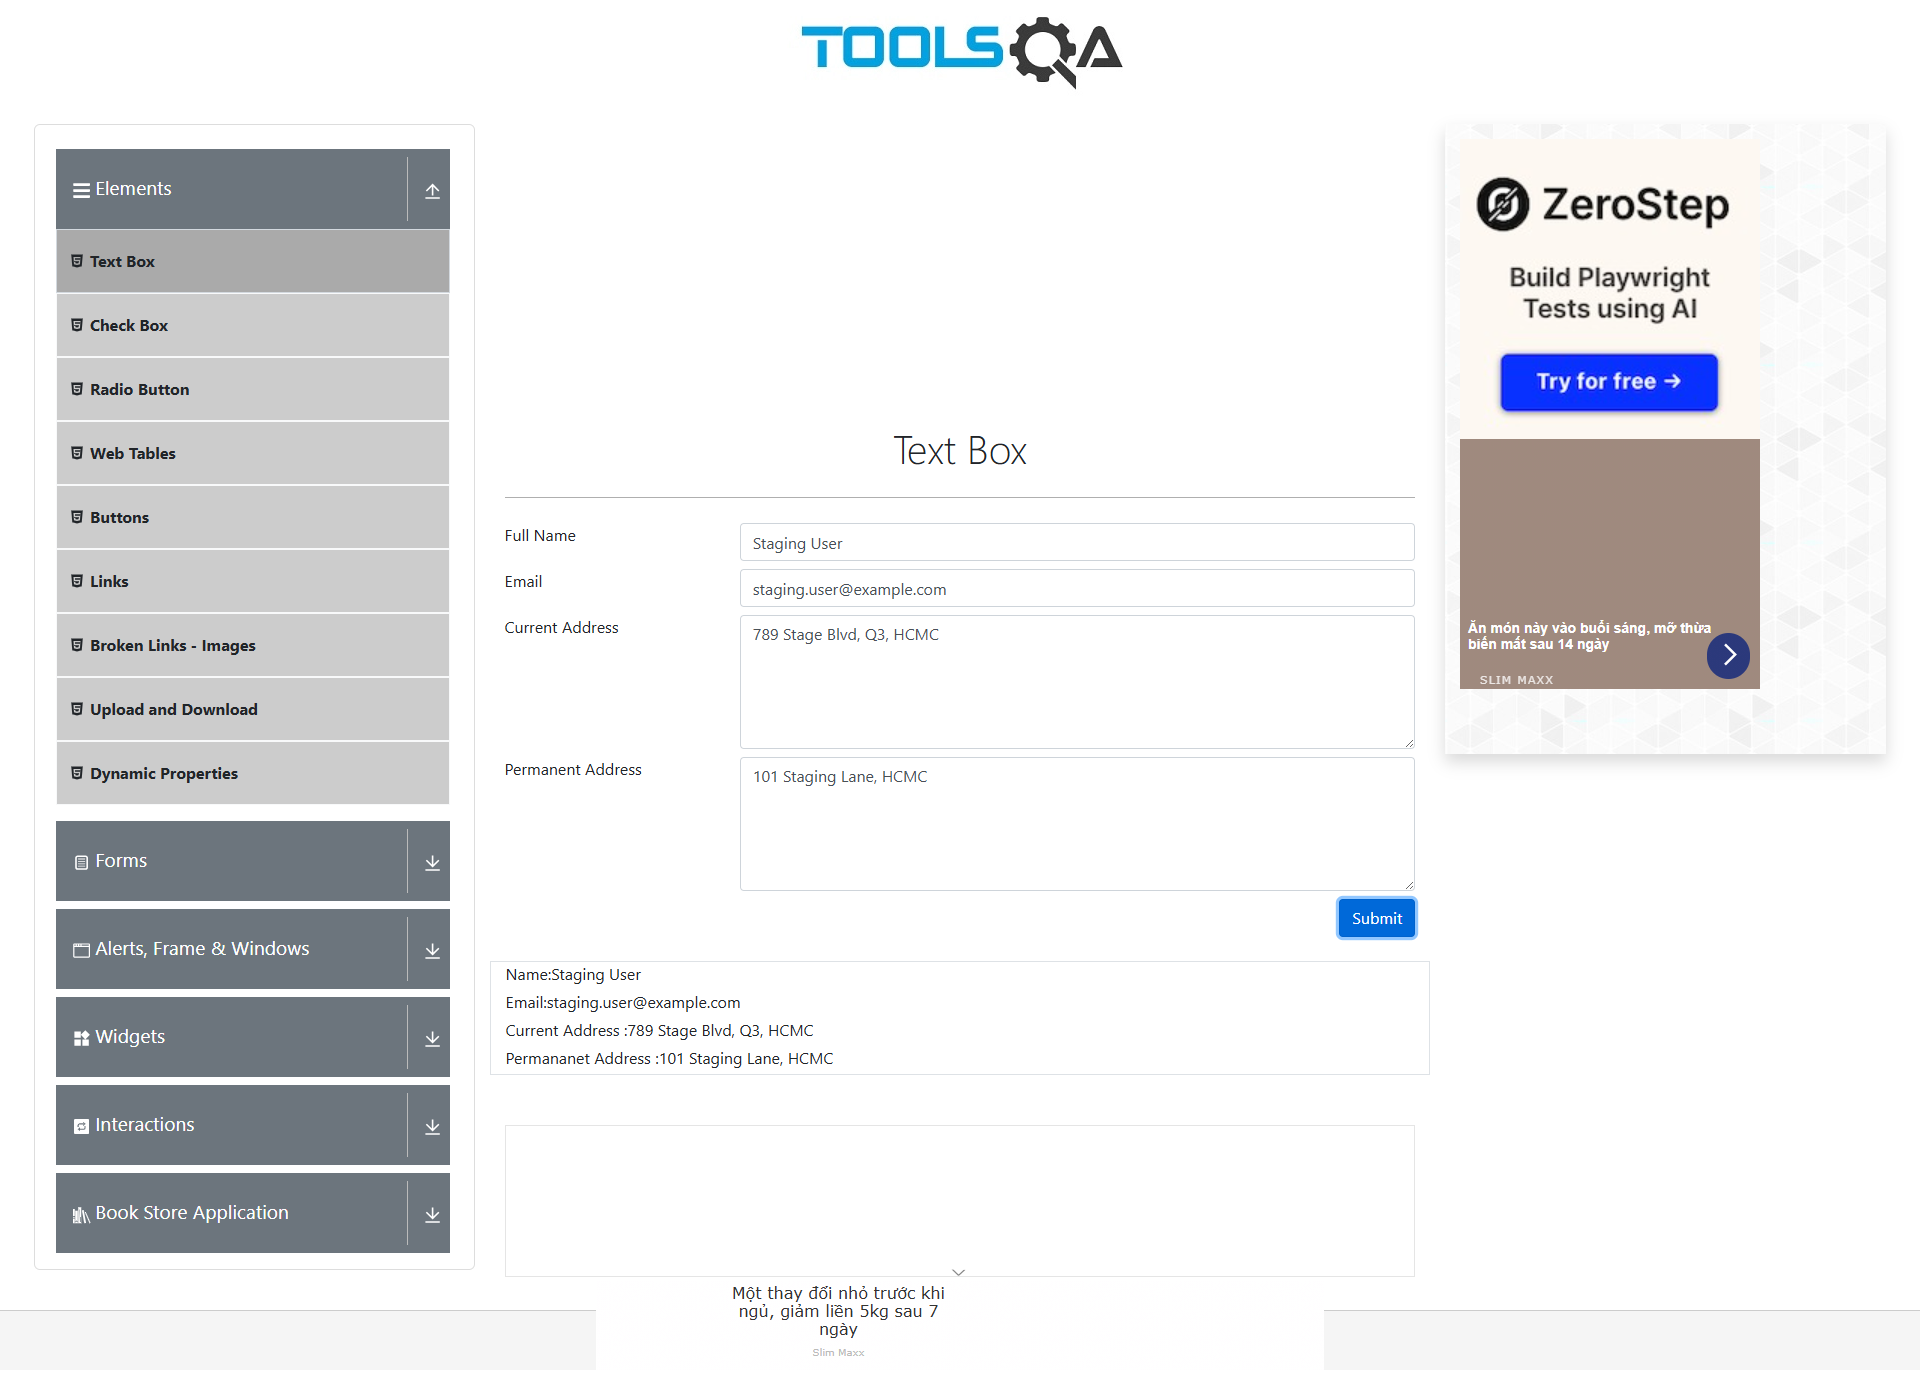 TOOLSQA
Elements
Text Box
Check Box
Radio Button
Web Tables
Buttons
Links
Broken Links - Images
Upload and Download
Dynamic Properties
Forms
Alerts, Frame & Windows
Widgets
Interactions
Book Store Application
Text Box
Full Name
Staging User
Email
staging.user@example.com
Current Address
789 Stage Blvd, Q3, HCMC
Permanent Address
101 Staging Lane, HCMC
Submit
Name:Staging User
Email:staging.user@example.com
Current Address :789 Stage Blvd, Q3, HCMC
Permananet Address :101 Staging Lane, HCMC
ZeroStep
Build Playwright
Tests using AI
Try for free →
Ăn món này vào buổi sáng, mỡ thừa
biến mất sau 14 ngày
SLIM MAXX
Một thay đổi nhỏ trước khi
ngủ, giảm liền 5kg sau 7
ngày
Slim Maxx